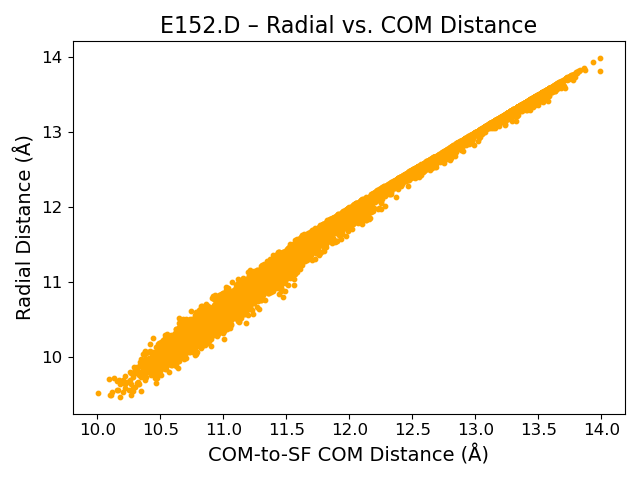 E152.D – Radial vs. COM Distance
14
13
12
11
10
Radial Distance (Å)
10.0 10.5 11.0 11.5 12.0 12.5 13.0 13.5 14.0
COM-to-SF COM Distance (Å)